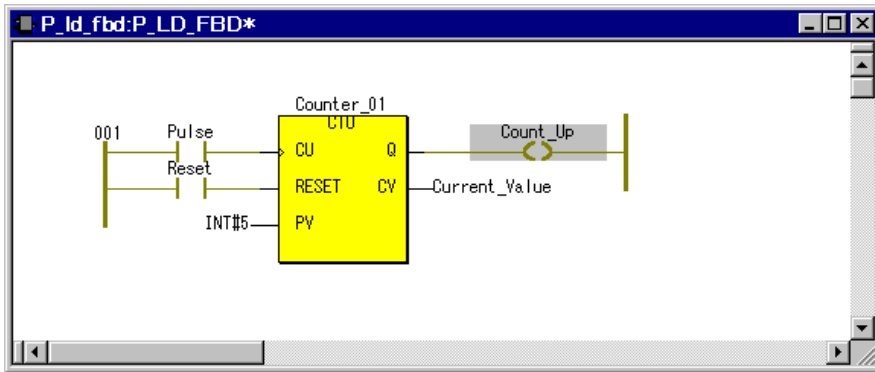 P_ld_fbd:P_LD_FBD*
Counter_01
CTU
001 Pulse Count_Up
CU Q
Reset
RESET CV Current_Value
INT#5 PV